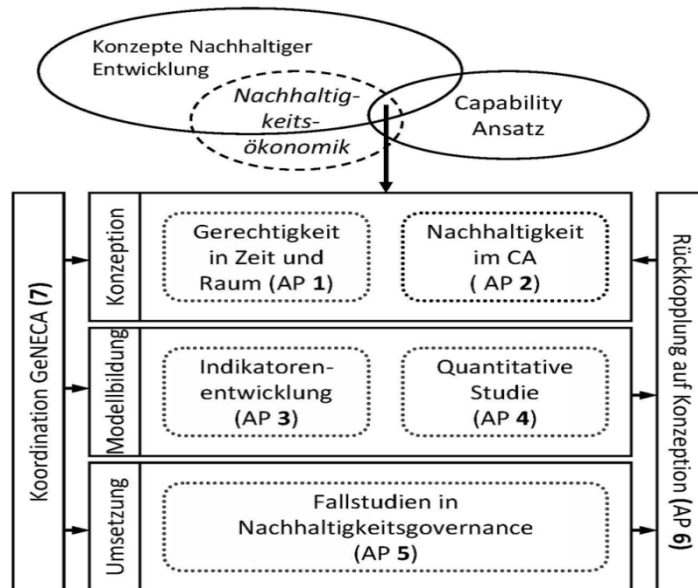 Konzepte Nachhaltiger
Entwicklung
Nachhaltig-
keits-
ökonomik
Capability
Ansatz
Koordination GeNECA (7)
Konzeption
Gerechtigkeit
in Zeit und
Raum (AP 1)
Nachhaltigkeit
im CA
( AP 2)
Modellbildung
Indikatoren-
entwicklung
(AP 3)
Quantitative
Studie
(AP 4)
Umsetzung
Fallstudien in
Nachhaltigkeitsgovernance
(AP 5)
Rückkopplung auf Konzeption (AP 6)